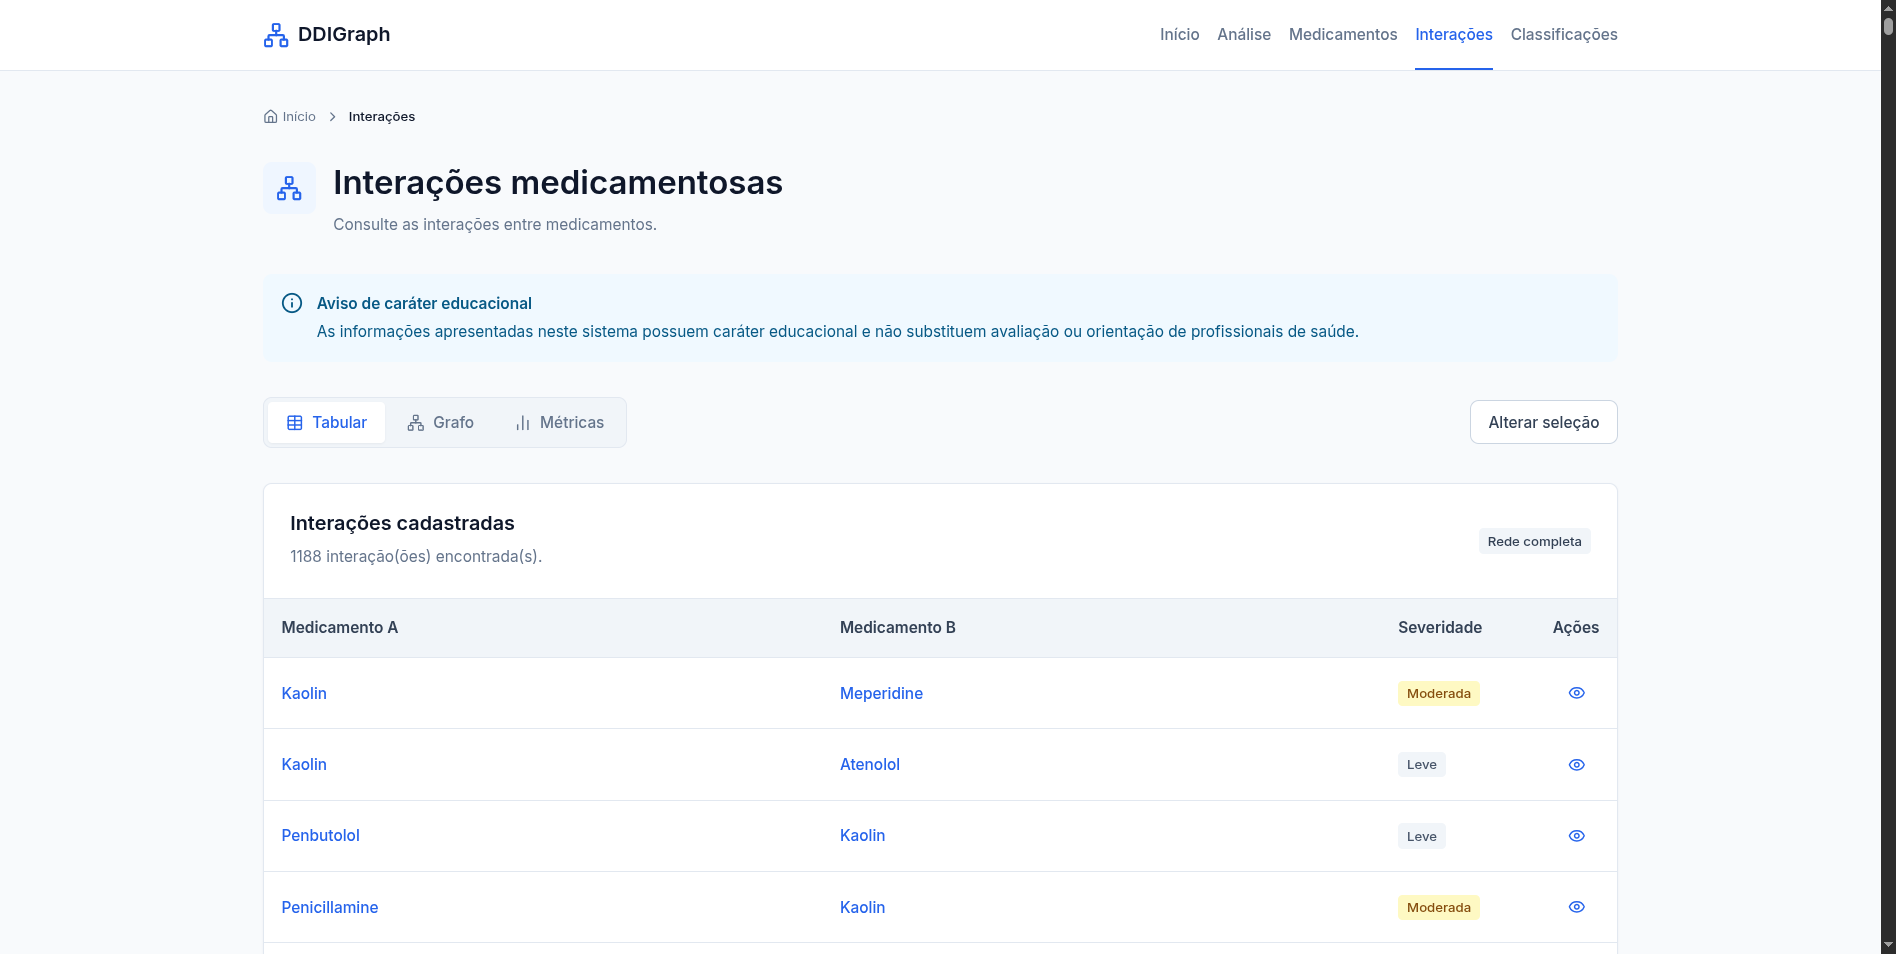 DDIGraph
Início Análise Medicamentos Interações Classificações
Início > Interações
Interações medicamentosas
Consulte as interações entre medicamentos.
Aviso de caráter educacional
As informações apresentadas neste sistema possuem caráter educacional e não substituem avaliação ou orientação de profissionais de saúde.
Tabular Grafo Métricas
Alterar seleção
Interações cadastradas
1188 interação(ões) encontrada(s).
Rede completa
Medicamento A Medicamento B Severidade Ações
Kaolin Meperidine Moderada
Kaolin Atenolol Leve
Penbutolol Kaolin Leve
Penicillamine Kaolin Moderada